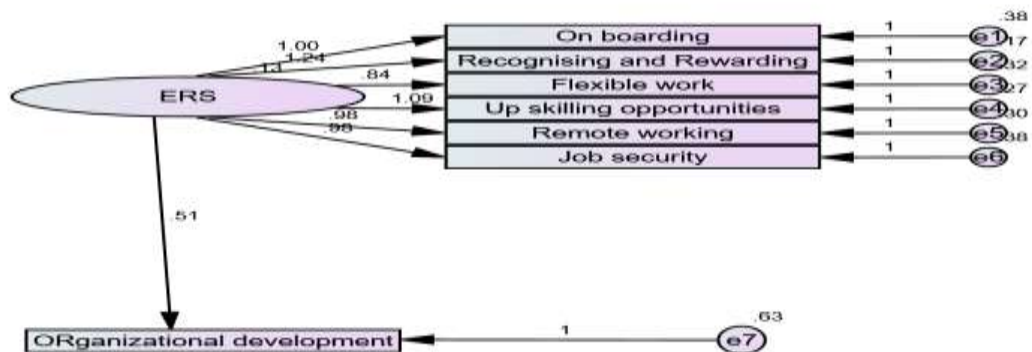 .38
1
On boarding
e1
.17
1.00
1.24
1
Recognising and Rewarding
e2
.32
.84
1
Flexible work
e3
.27
ERS
1.09
1
Up skilling opportunities
e4
.30
.98
1
Remote working
e5
.38
.98
1
Job security
e6
.51
.63
ORganizational development
1
e7